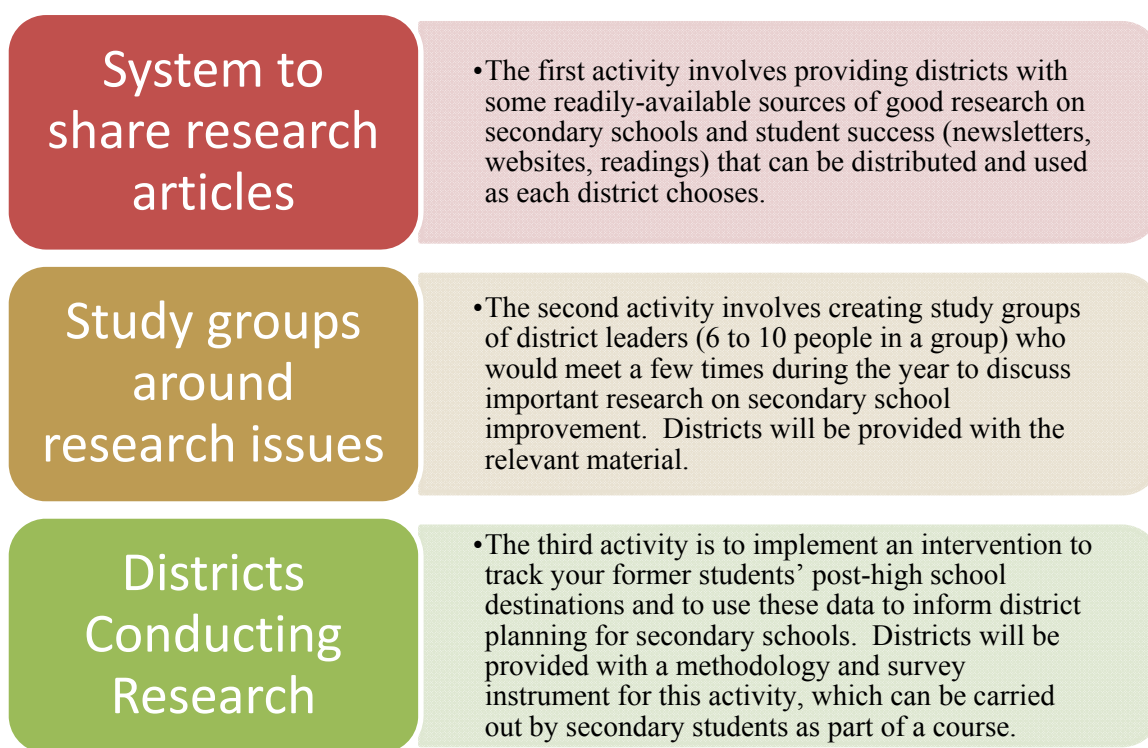 System to
share research
articles
•The first activity involves providing districts with
some readily-available sources of good research on
secondary schools and student success (newsletters,
websites, readings) that can be distributed and used
as each district chooses.
Study groups
around
research issues
•The second activity involves creating study groups
of district leaders (6 to 10 people in a group) who
would meet a few times during the year to discuss
important research on secondary school
improvement.  Districts will be provided with the
relevant material.
Districts
Conducting
Research
•The third activity is to implement an intervention to
track your former students’ post-high school
destinations and to use these data to inform district
planning for secondary schools.  Districts will be
provided with a methodology and survey
instrument for this activity, which can be carried
out by secondary students as part of a course.